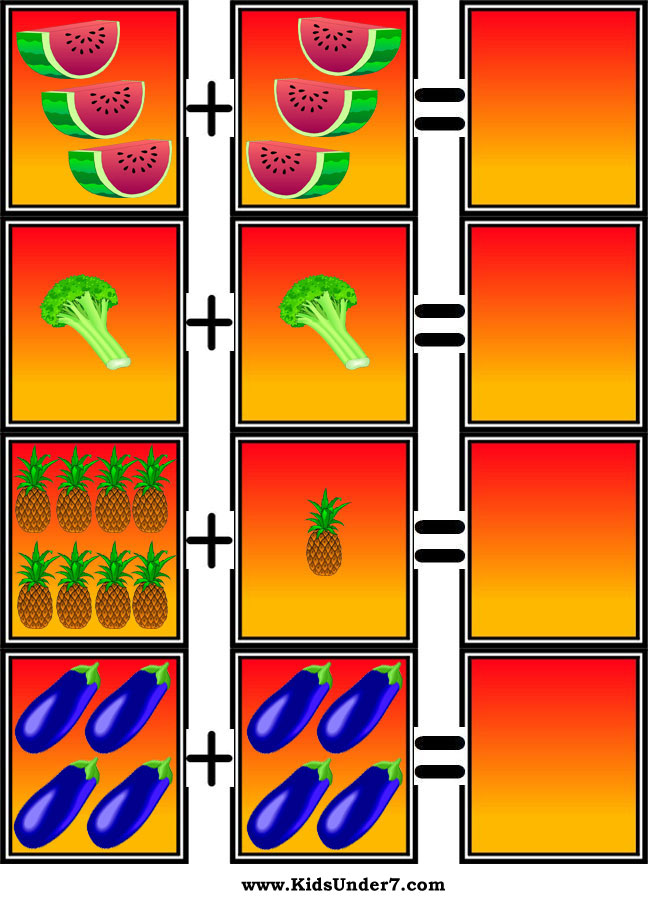 + =
+ =
+ =
+ =
www.KidsUnder7.com